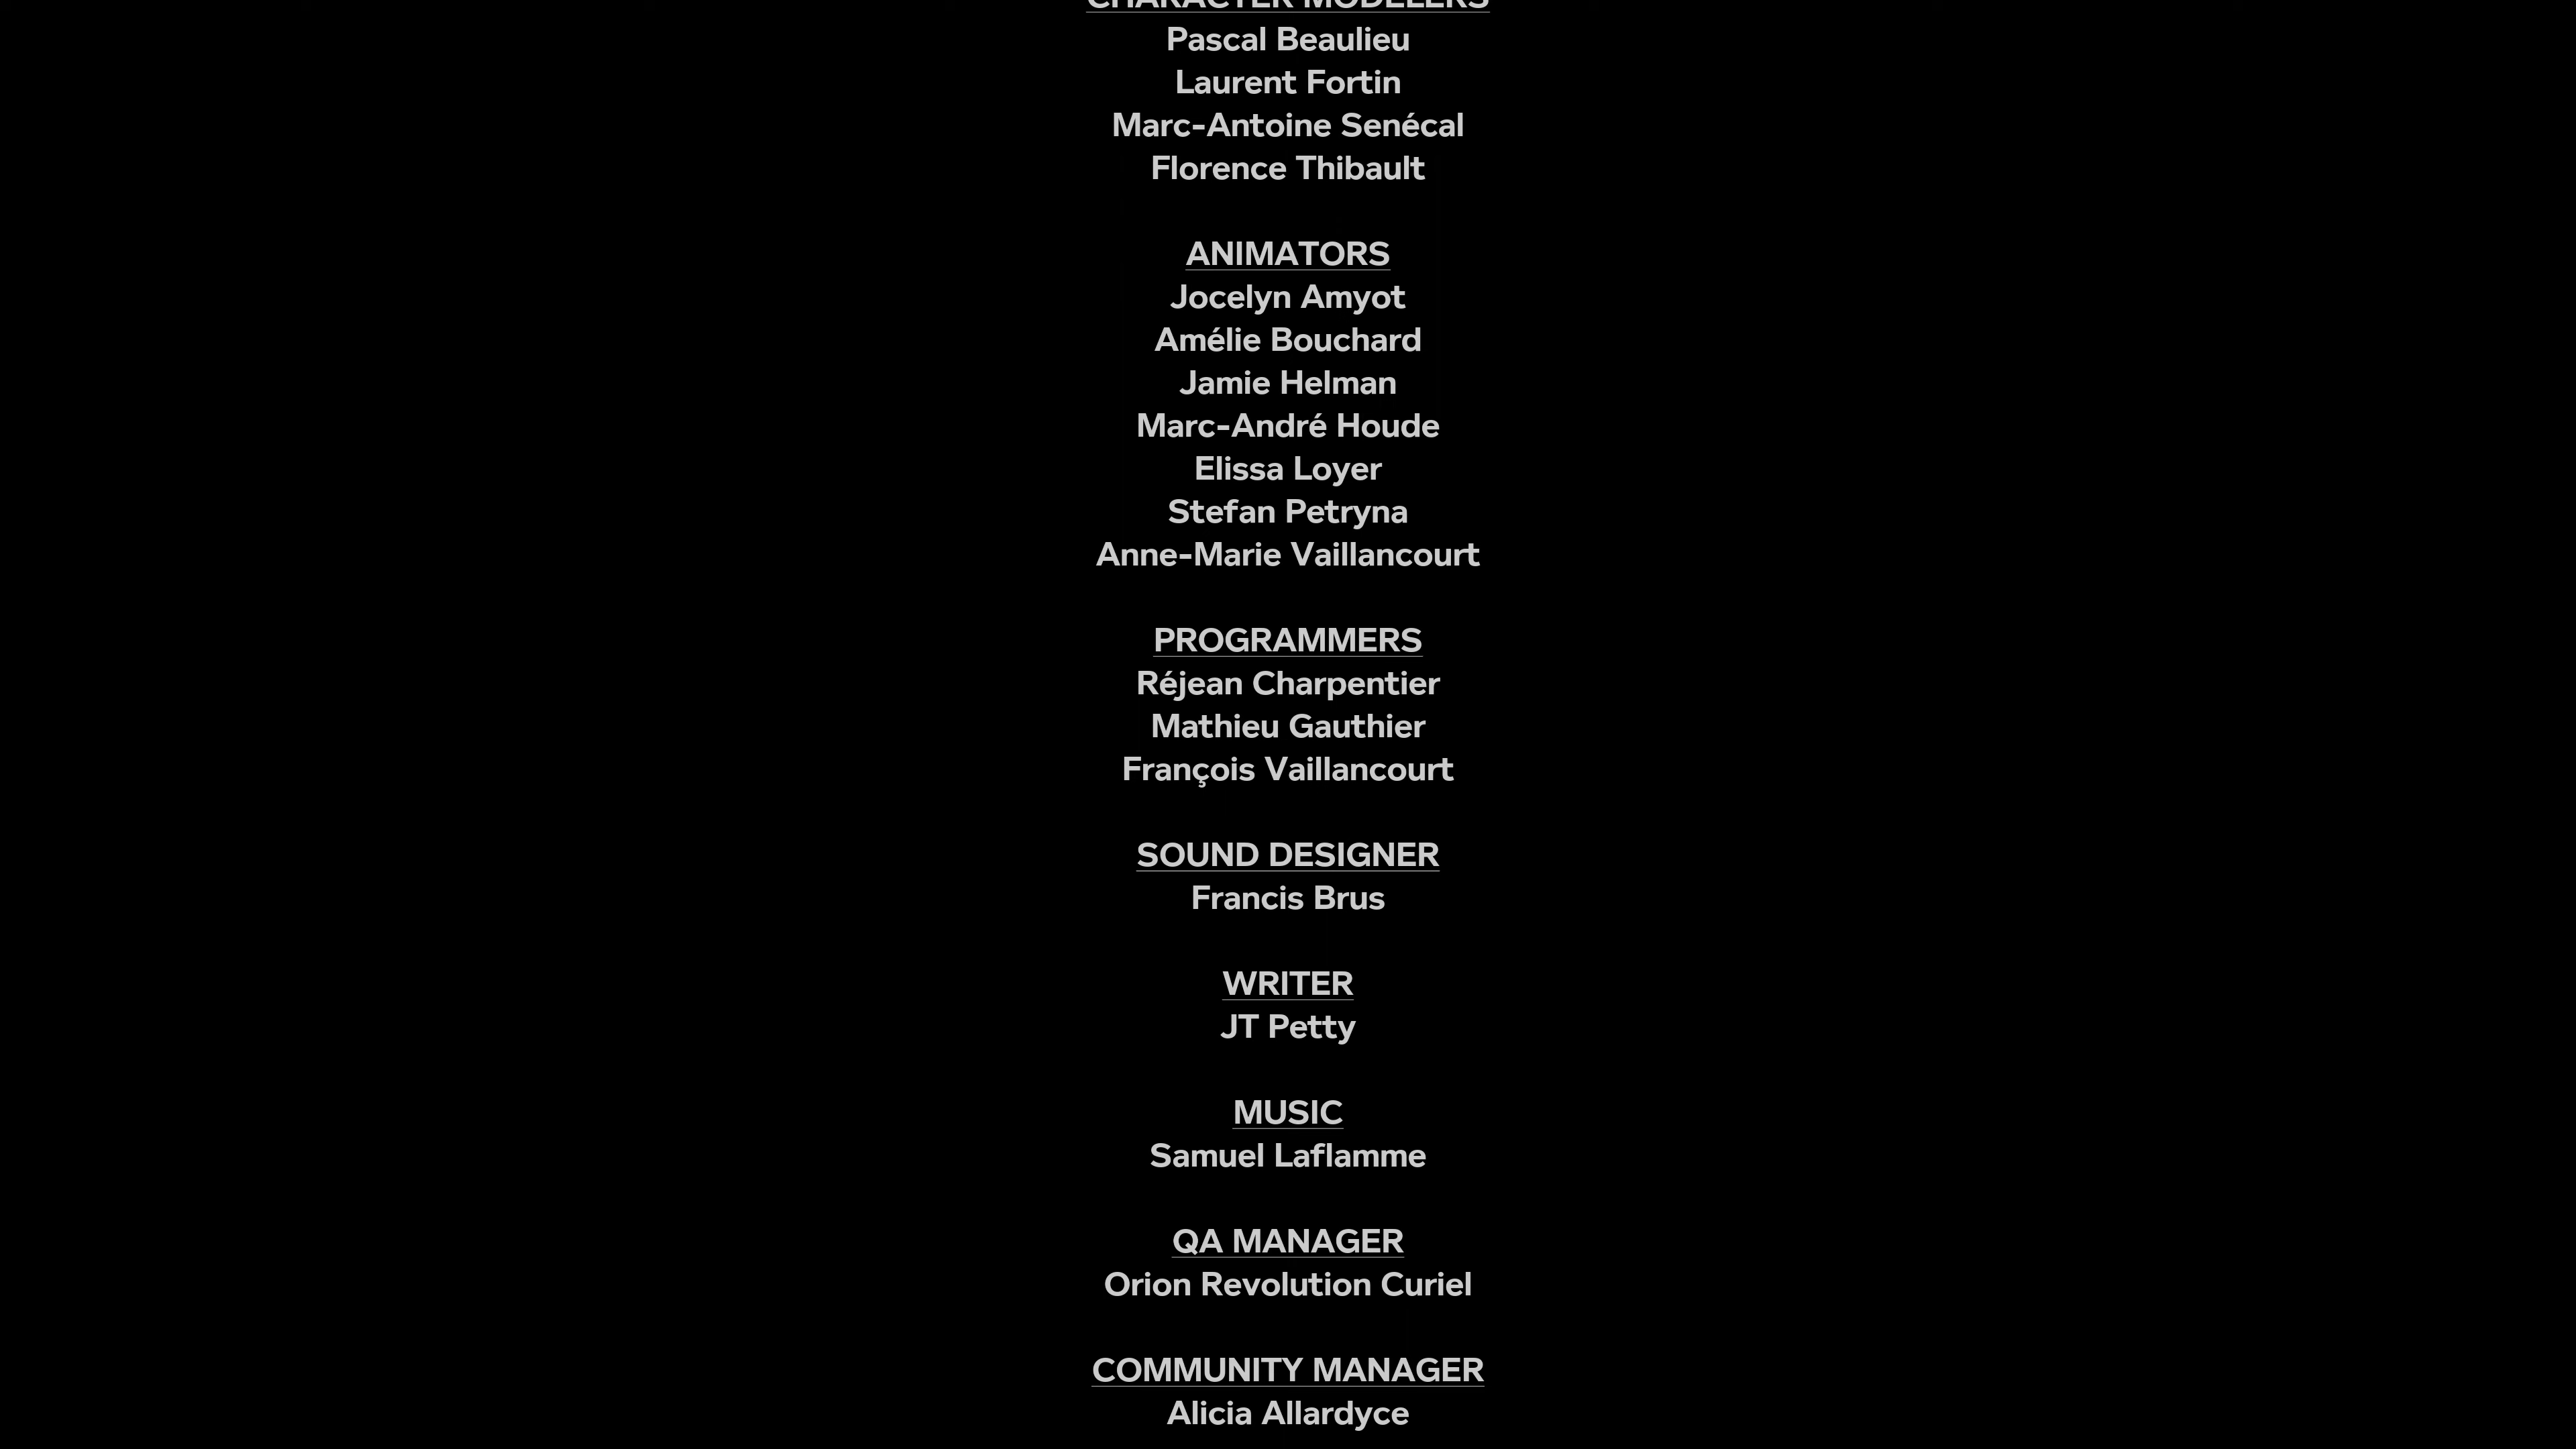 CHARACTER MODELERS
Pascal Beaulieu
Laurent Fortin
Marc-Antoine Senécal
Florence Thibault
ANIMATORS
Jocelyn Amyot
Amélie Bouchard
Jamie Helman
Marc-André Houde
Elissa Loyer
Stefan Petryna
Anne-Marie Vaillancourt
PROGRAMMERS
Réjean Charpentier
Mathieu Gauthier
François Vaillancourt
SOUND DESIGNER
Francis Brus
WRITER
JT Petty
MUSIC
Samuel Laflamme
QA MANAGER
Orion Revolution Curiel
COMMUNITY MANAGER
Alicia Allardyce